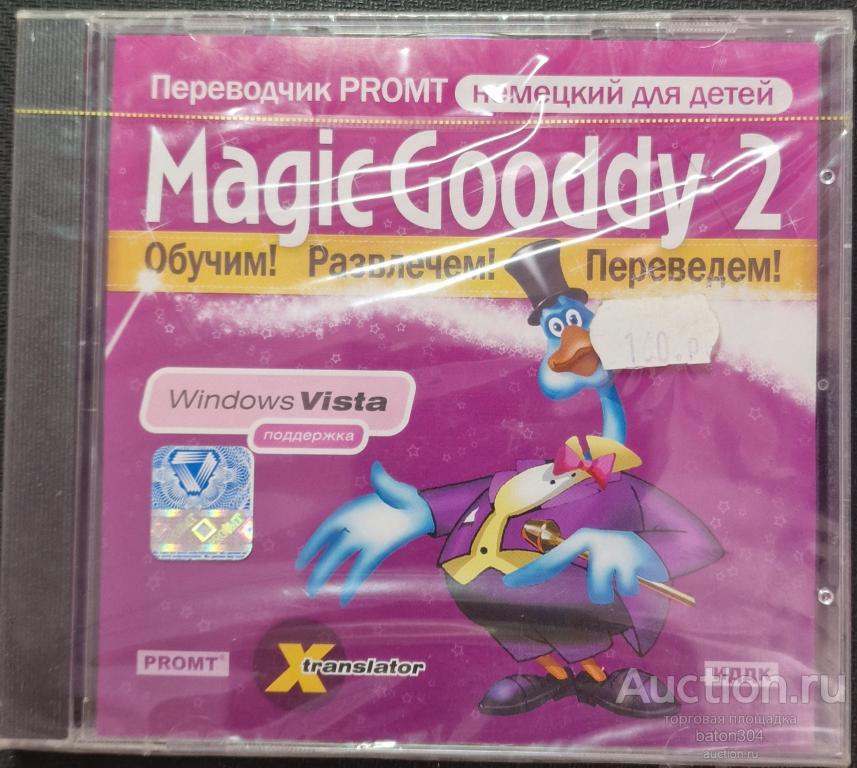 Переводчик PROMT немецкий для детей
Magic Gooddy 2
Обучим! Развлечем! Переведем!
160.р
Windows Vista
поддержка
PROMT®
X translator
ИДДК
Auction.ru
торговая площадка
baton304
auction.ru